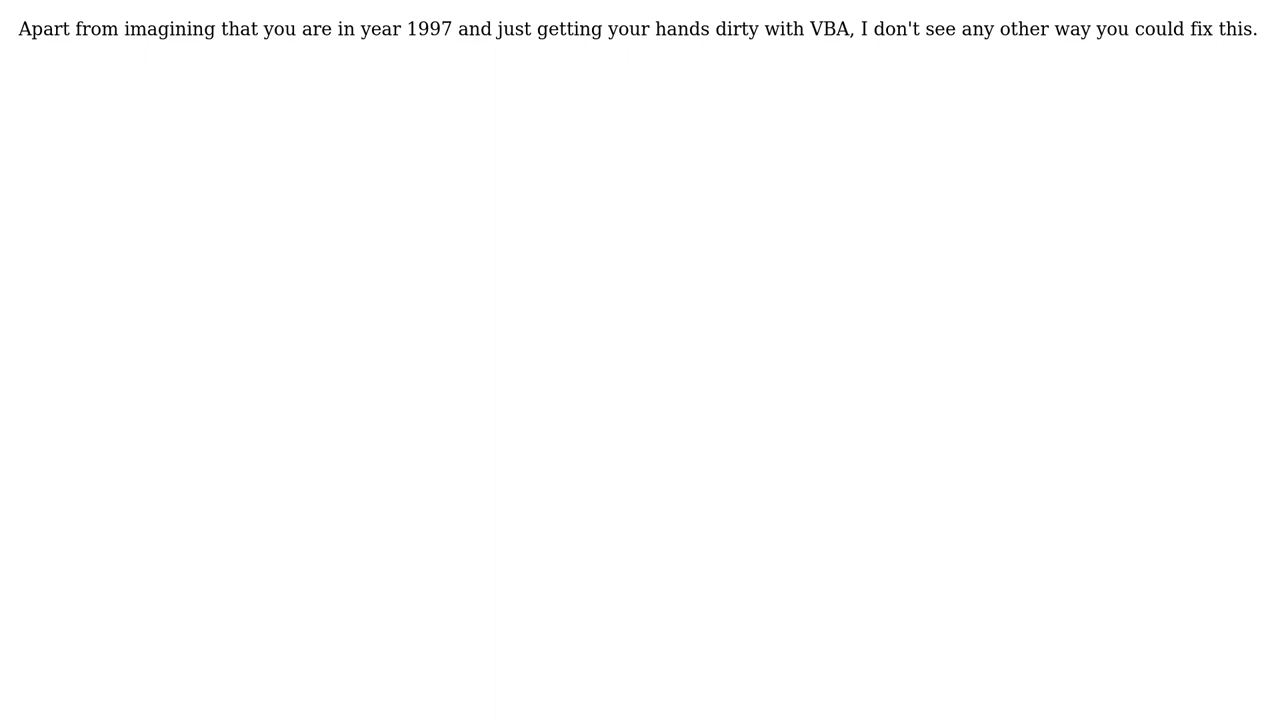 Apart from imagining that you are in year 1997 and just getting your hands dirty with VBA, I don't see any other way you could fix this.